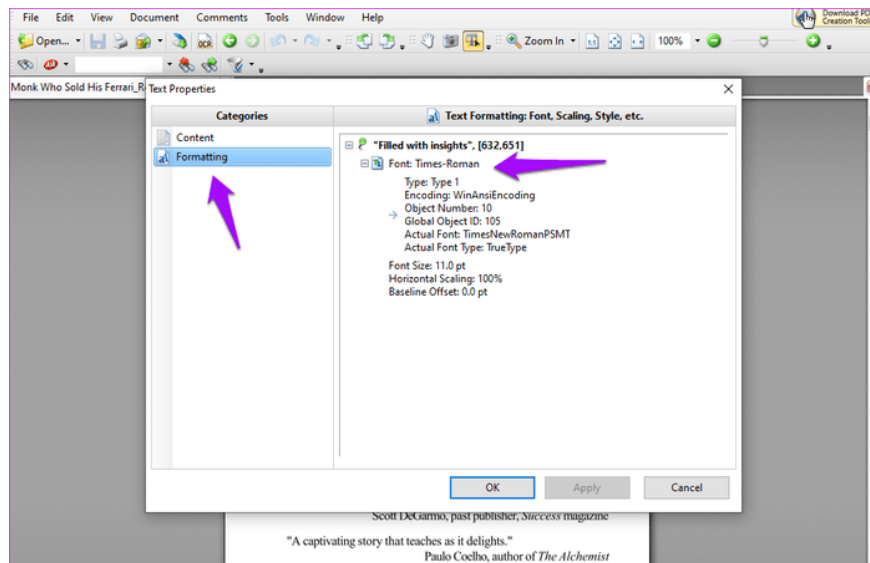 File Edit View Document Comments Tools Window Help
Download PD
Creation Tool
Open...
OCR
Zoom In
1:1
100%
Monk Who Sold His Ferrari_R
Text Properties
Categories
Text Formatting: Font, Scaling, Style, etc.
Content
Formatting
"Filled with insights", [632,651]
Font: Times-Roman
Type: Type 1
Encoding: WinAnsiEncoding
Object Number: 10
Global Object ID: 105
Actual Font: TimesNewRomanPSMT
Actual Font Type: TrueType
Font Size: 11.0 pt
Horizontal Scaling: 100%
Baseline Offset: 0.0 pt
OK Apply Cancel
Scott DeGarmo, past publisher, Success magazine
"A captivating story that teaches as it delights."
Paulo Coelho, author of The Alchemist